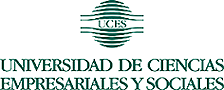 UCES
UNIVERSIDAD DE CIENCIAS
EMPRESARIALES Y SOCIALES